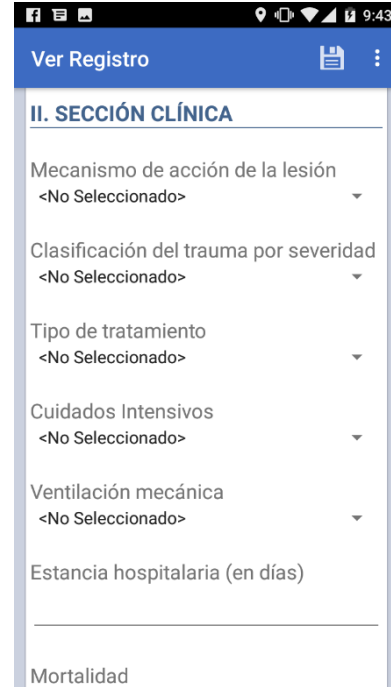 9:43
Ver Registro
II. SECCIÓN CLÍNICA
Mecanismo de acción de la lesión
<No Seleccionado>
Clasificación del trauma por severidad
<No Seleccionado>
Tipo de tratamiento
<No Seleccionado>
Cuidados Intensivos
<No Seleccionado>
Ventilación mecánica
<No Seleccionado>
Estancia hospitalaria (en días)
Mortalidad